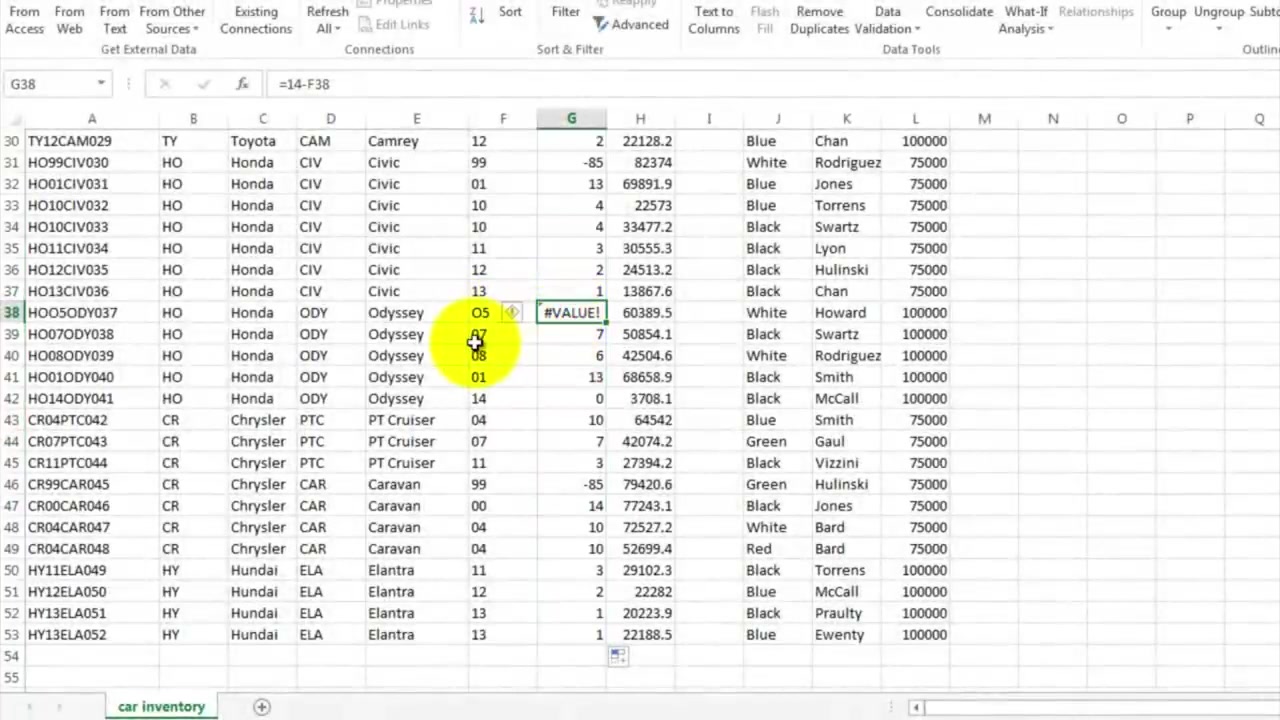 From From From From Other Existing Refresh Properties Sort Filter Reapply Text to Flash Remove Data Consolidate What-If Relationships Group Ungroup
Access Web Text Sources Connections All Edit Links Advanced Columns Fill Duplicates Validation Analysis
Get External Data Connections Sort & Filter Data Tools
G38 fx =14-F38
A B C D E F G H I J K L M N O P Q
30 TY12CAM029 TY Toyota CAM Camrey 12 2 22128.2 Blue Chan 100000
31 HO99CIV030 HO Honda CIV Civic 99 -85 82374 White Rodriguez 75000
32 HO01CIV031 HO Honda CIV Civic 01 13 69891.9 Blue Jones 75000
33 HO10CIV032 HO Honda CIV Civic 10 4 22573 Blue Torrens 75000
34 HO10CIV033 HO Honda CIV Civic 10 4 33477.2 Black Swartz 75000
35 HO11CIV034 HO Honda CIV Civic 11 3 30555.3 Black Lyon 75000
36 HO12CIV035 HO Honda CIV Civic 12 2 24513.2 Black Hulinski 75000
37 HO13CIV036 HO Honda CIV Civic 13 1 13867.6 Black Chan 75000
38 HOO5ODY037 HO Honda ODY Odyssey O5 #VALUE! 60389.5 White Howard 100000
39 HO07ODY038 HO Honda ODY Odyssey 07 7 50854.1 Black Swartz 100000
40 HO08ODY039 HO Honda ODY Odyssey 08 6 42504.6 White Rodriguez 100000
41 HO01ODY040 HO Honda ODY Odyssey 01 13 68658.9 Black Smith 100000
42 HO14ODY041 HO Honda ODY Odyssey 14 0 3708.1 Black McCall 100000
43 CR04PTC042 CR Chrysler PTC PT Cruiser 04 10 64542 Blue Smith 75000
44 CR07PTC043 CR Chrysler PTC PT Cruiser 07 7 42074.2 Green Gaul 75000
45 CR11PTC044 CR Chrysler PTC PT Cruiser 11 3 27394.2 Black Vizzini 75000
46 CR99CAR045 CR Chrysler CAR Caravan 99 -85 79420.6 Green Hulinski 75000
47 CR00CAR046 CR Chrysler CAR Caravan 00 14 77243.1 Black Jones 75000
48 CR04CAR047 CR Chrysler CAR Caravan 04 10 72527.2 White Bard 75000
49 CR04CAR048 CR Chrysler CAR Caravan 04 10 52699.4 Red Bard 75000
50 HY11ELA049 HY Hundai ELA Elantra 11 3 29102.3 Black Torrens 100000
51 HY12ELA050 HY Hundai ELA Elantra 12 2 22282 Blue McCall 100000
52 HY13ELA051 HY Hundai ELA Elantra 13 1 20223.9 Black Praulty 100000
53 HY13ELA052 HY Hundai ELA Elantra 13 1 22188.5 Blue Ewenty 100000
54
55
car inventory